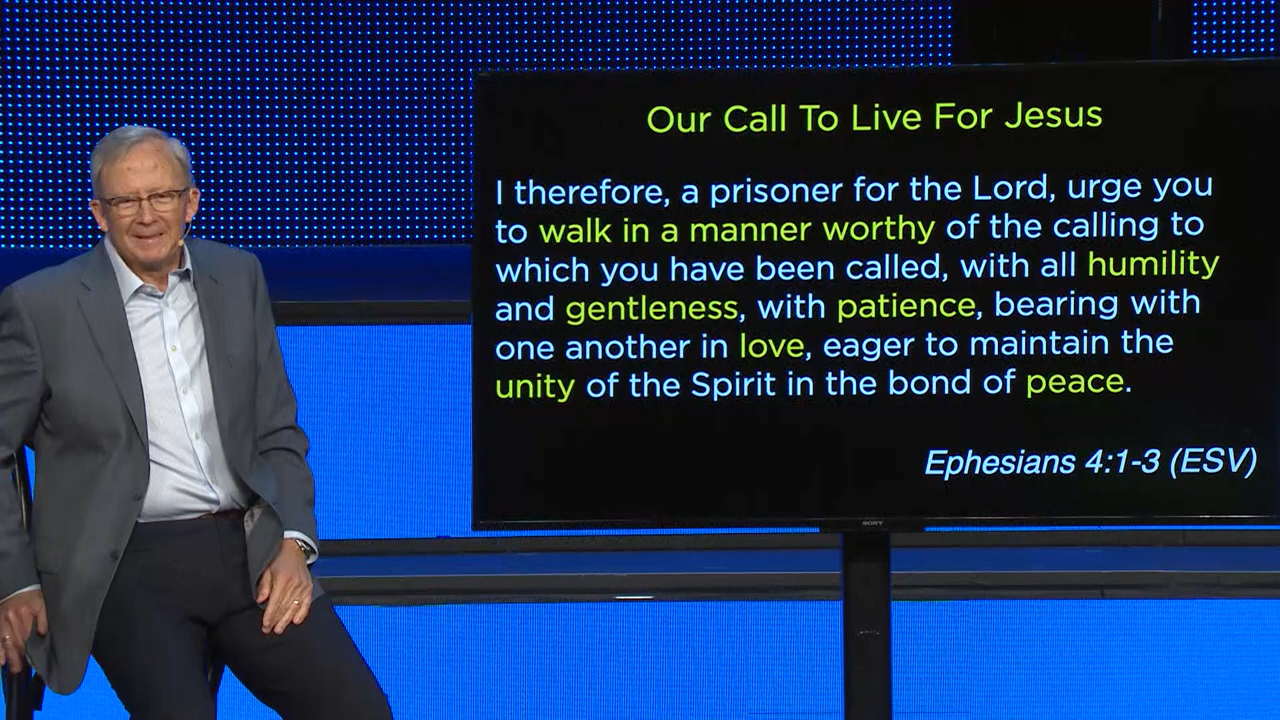 Our Call To Live For Jesus
I therefore, a prisoner for the Lord, urge you
to walk in a manner worthy of the calling to
which you have been called, with all humility
and gentleness, with patience, bearing with
one another in love, eager to maintain the
unity of the Spirit in the bond of peace.
Ephesians 4:1-3 (ESV)
SONY